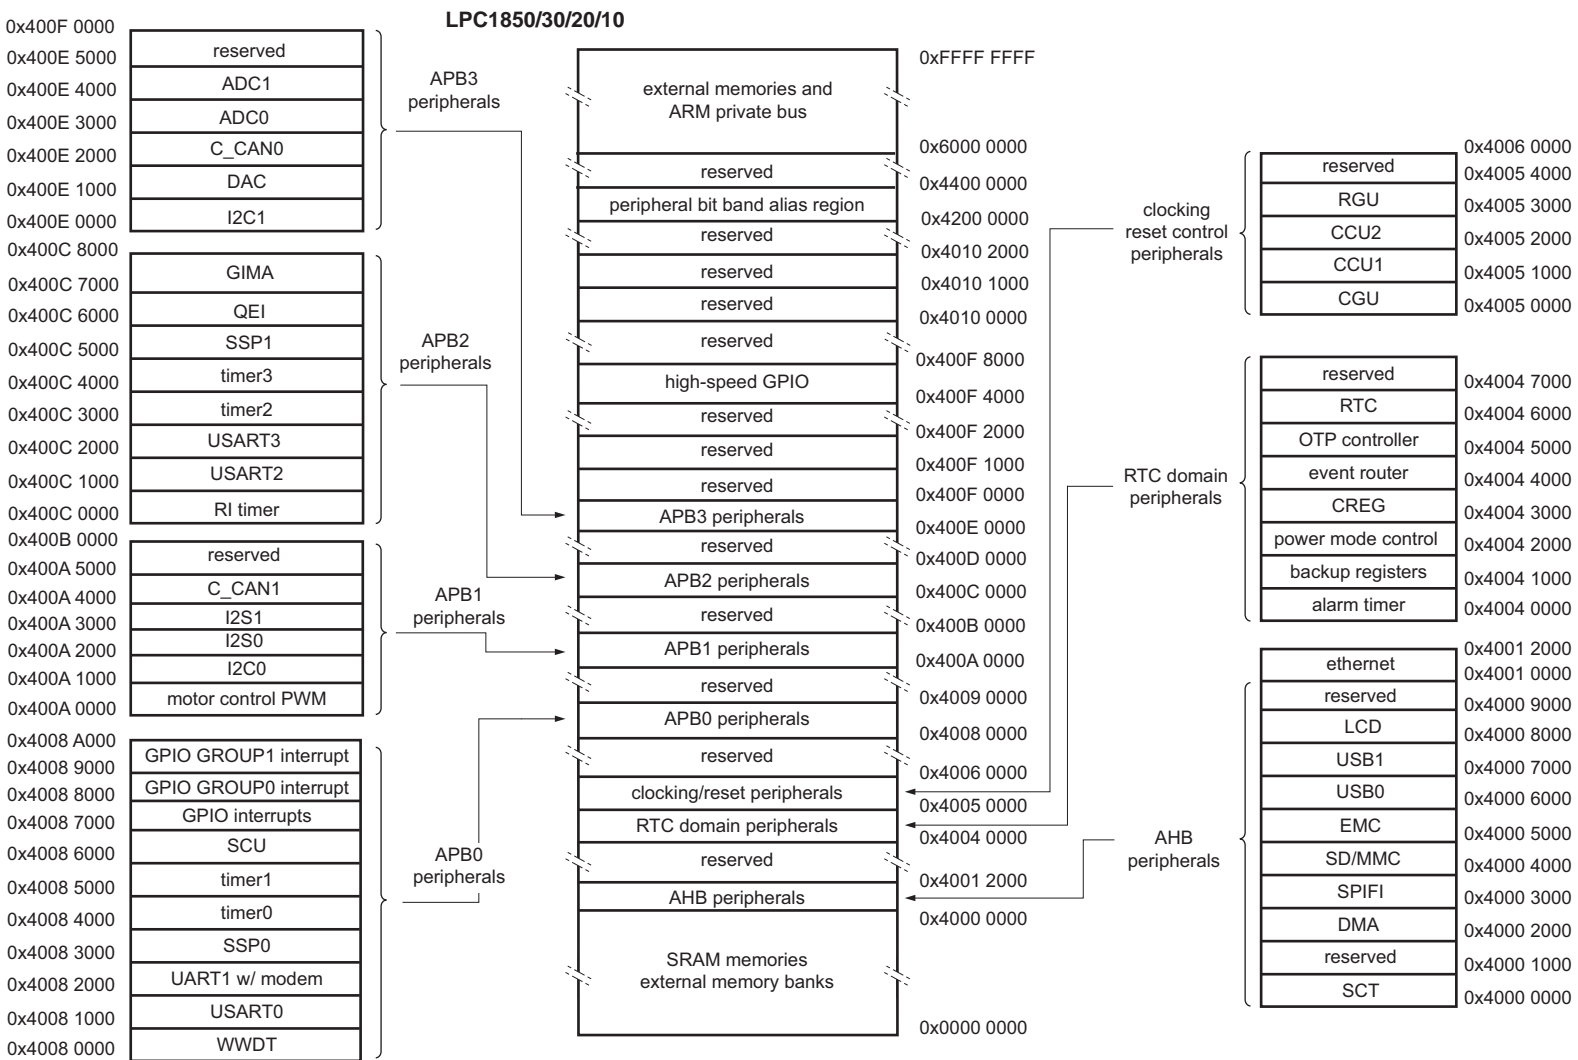 LPC1850/30/20/10
0x400F 0000
reserved
0x400E 5000
ADC1
0x400E 4000
ADC0
0x400E 3000
C_CAN0
0x400E 2000
DAC
0x400E 1000
I2C1
0x400E 0000
APB3
peripherals
0x400C 8000
GIMA
0x400C 7000
QEI
0x400C 6000
SSP1
0x400C 5000
timer3
0x400C 4000
timer2
0x400C 3000
USART3
0x400C 2000
USART2
0x400C 1000
RI timer
0x400C 0000
APB2
peripherals
0x400B 0000
reserved
0x400A 5000
C_CAN1
0x400A 4000
I2S1
0x400A 3000
I2S0
0x400A 2000
I2C0
0x400A 1000
motor control PWM
0x400A 0000
APB1
peripherals
0x4008 A000
GPIO GROUP1 interrupt
0x4008 9000
GPIO GROUP0 interrupt
0x4008 8000
GPIO interrupts
0x4008 7000
SCU
0x4008 6000
timer1
0x4008 5000
timer0
0x4008 4000
SSP0
0x4008 3000
UART1 w/ modem
0x4008 2000
USART0
0x4008 1000
WWDT
0x4008 0000
APB0
peripherals
0xFFFF FFFF
external memories and
ARM private bus
0x6000 0000
reserved
0x4400 0000
peripheral bit band alias region
0x4200 0000
reserved
0x4010 2000
reserved
0x4010 1000
reserved
0x4010 0000
reserved
0x400F 8000
high-speed GPIO
0x400F 4000
reserved
0x400F 2000
reserved
0x400F 1000
reserved
0x400F 0000
APB3 peripherals
0x400E 0000
reserved
0x400D 0000
APB2 peripherals
0x400C 0000
reserved
0x400B 0000
APB1 peripherals
0x400A 0000
reserved
0x4009 0000
APB0 peripherals
0x4008 0000
reserved
0x4006 0000
clocking/reset peripherals
0x4005 0000
RTC domain peripherals
0x4004 0000
reserved
0x4001 2000
AHB peripherals
0x4000 0000
SRAM memories
external memory banks
0x0000 0000
clocking
reset control
peripherals
0x4006 0000
reserved
0x4005 4000
RGU
0x4005 3000
CCU2
0x4005 2000
CCU1
0x4005 1000
CGU
0x4005 0000
RTC domain
peripherals
reserved
0x4004 7000
RTC
0x4004 6000
OTP controller
0x4004 5000
event router
0x4004 4000
CREG
0x4004 3000
power mode control
0x4004 2000
backup registers
0x4004 1000
alarm timer
0x4004 0000
AHB
peripherals
0x4001 2000
ethernet
0x4001 0000
reserved
0x4000 9000
LCD
0x4000 8000
USB1
0x4000 7000
USB0
0x4000 6000
EMC
0x4000 5000
SD/MMC
0x4000 4000
SPIFI
0x4000 3000
DMA
0x4000 2000
reserved
0x4000 1000
SCT
0x4000 0000